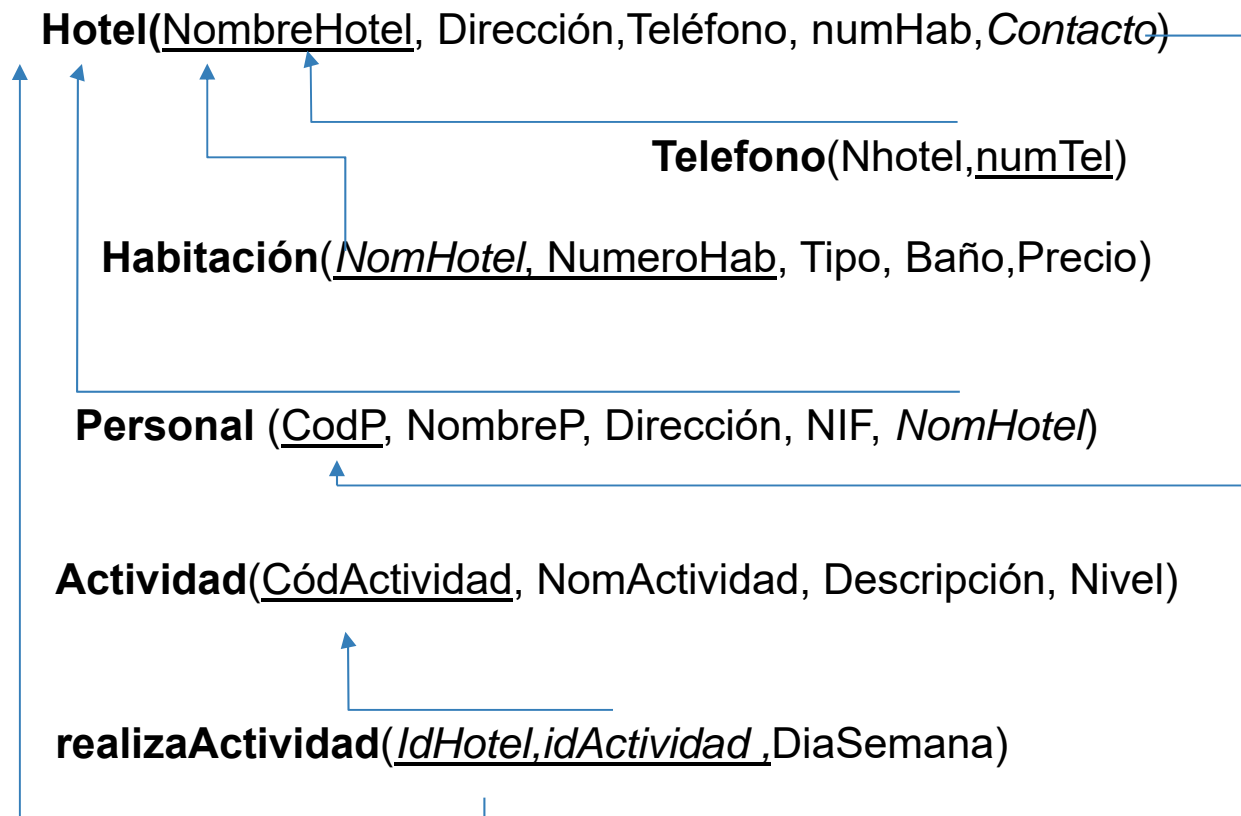 Hotel(NombreHotel, Dirección,Teléfono, numHab,Contacto)
Telefono(Nhotel,numTel)
Habitación(NomHotel, NumeroHab, Tipo, Baño,Precio)
Personal (CodP, NombreP, Dirección, NIF, NomHotel)
Actividad(CódActividad, NomActividad, Descripción, Nivel)
realizaActividad(IdHotel,idActividad ,DiaSemana)